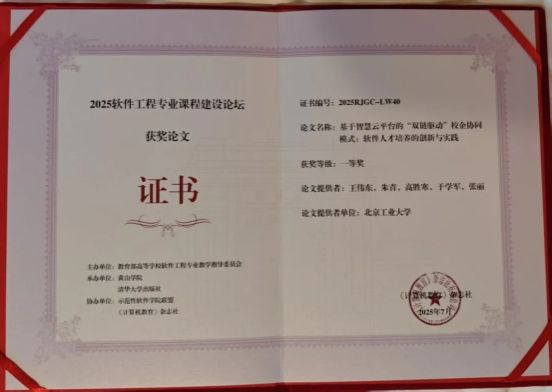 2025软件工程专业课程建设论坛
获奖论文
证书
主办单位：教育部高等学校软件工程专业教学指导委员会
承办单位：黄山学院
清华大学出版社
协办单位：示范性软件学院联盟
《计算机教育》杂志社
证书编号：2025RJGC-LW40
论文名称：基于智慧云平台的“双链驱动”校企协同
模式：软件人才培养的创新与实践
获奖等级：一等奖
论文提供者：王伟东，朱青，高胜寒，于学军，张丽
论文提供者单位：北京工业大学
《计算机教育》杂志社
2025年7月